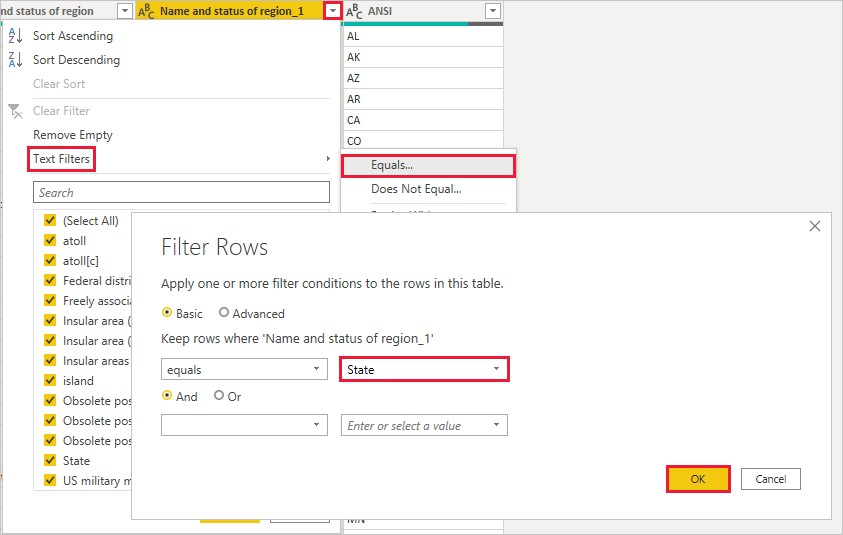 nd status of region
ABC Name and status of region_1
ABC ANSI
Sort Ascending
Sort Descending
Clear Sort
Clear Filter
Remove Empty
Text Filters
Search
(Select All)
atoll
atoll[c]
Federal distri
Freely associa
Insular area (
Insular area (
Insular areas
island
Obsolete pos
Obsolete pos
Obsolete pos
State
US military m
AL
AK
AZ
AR
CA
CO
Equals...
Does Not Equal...
Filter Rows
Apply one or more filter conditions to the rows in this table.
Basic Advanced
Keep rows where 'Name and status of region_1'
equals State
And Or
Enter or select a value
OK Cancel
MN